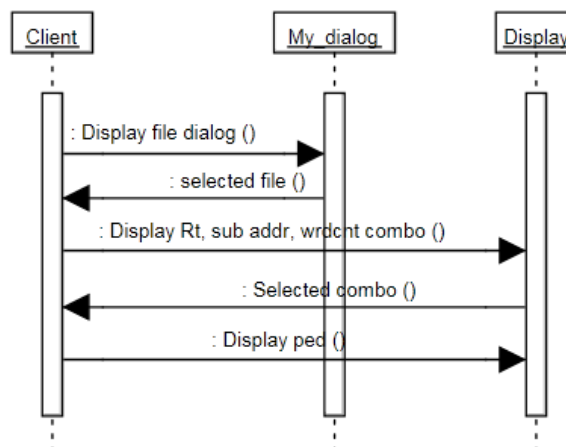 Client
My_dialog
Display
: Display file dialog ()
: selected file ()
: Display Rt, sub addr, wrdcnt combo ()
: Selected combo ()
: Display ped ()